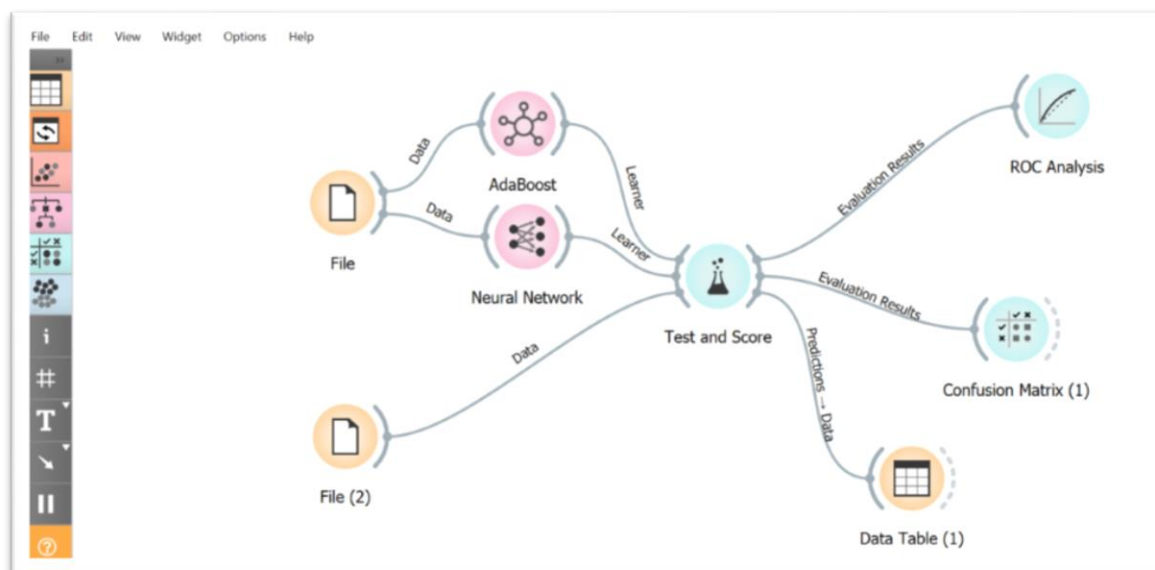 File Edit View Widget Options Help
Data
AdaBoost
Learner
Evaluation Results
ROC Analysis
File
Data
Neural Network
Learner
Test and Score
Evaluation Results
Confusion Matrix (1)
Data
Predictions → Data
File (2)
Data Table (1)
i
#
T
?